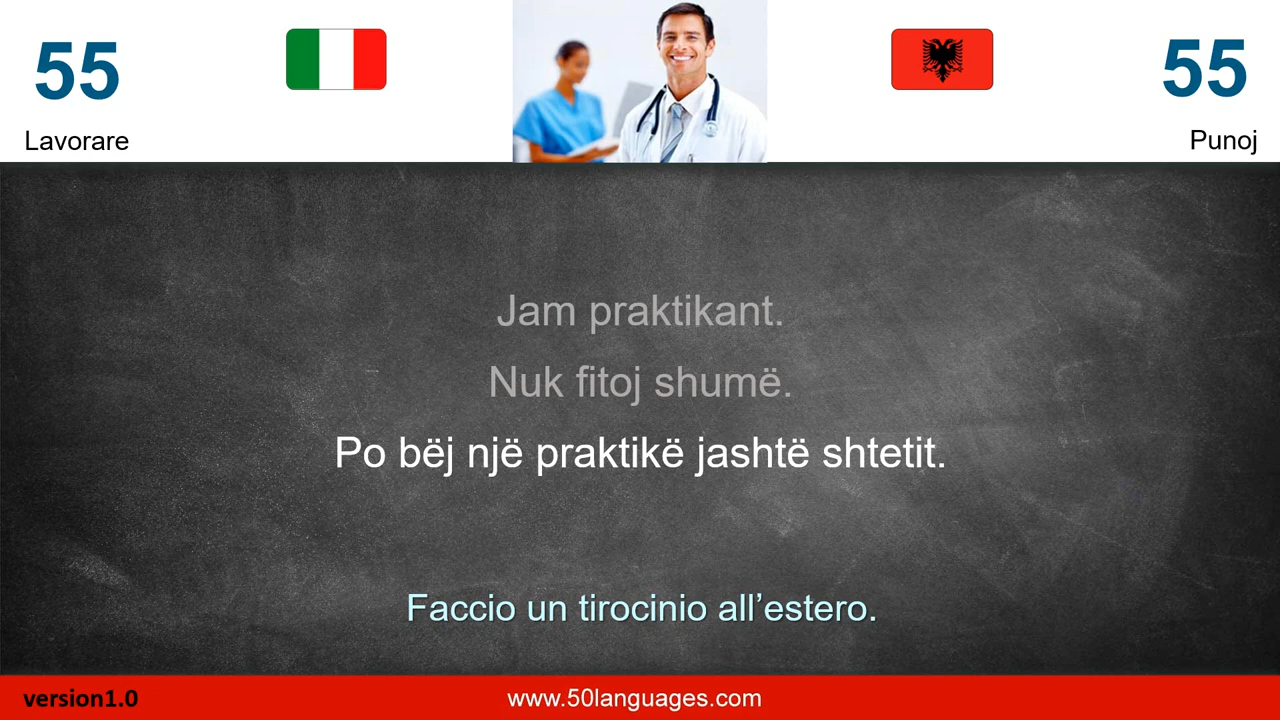 55
55
Lavorare
Punoj
Jam praktikant.
Nuk fitoj shumë.
Po bëj një praktikë jashtë shtetit.
Faccio un tirocinio all’estero.
version1.0
www.50languages.com